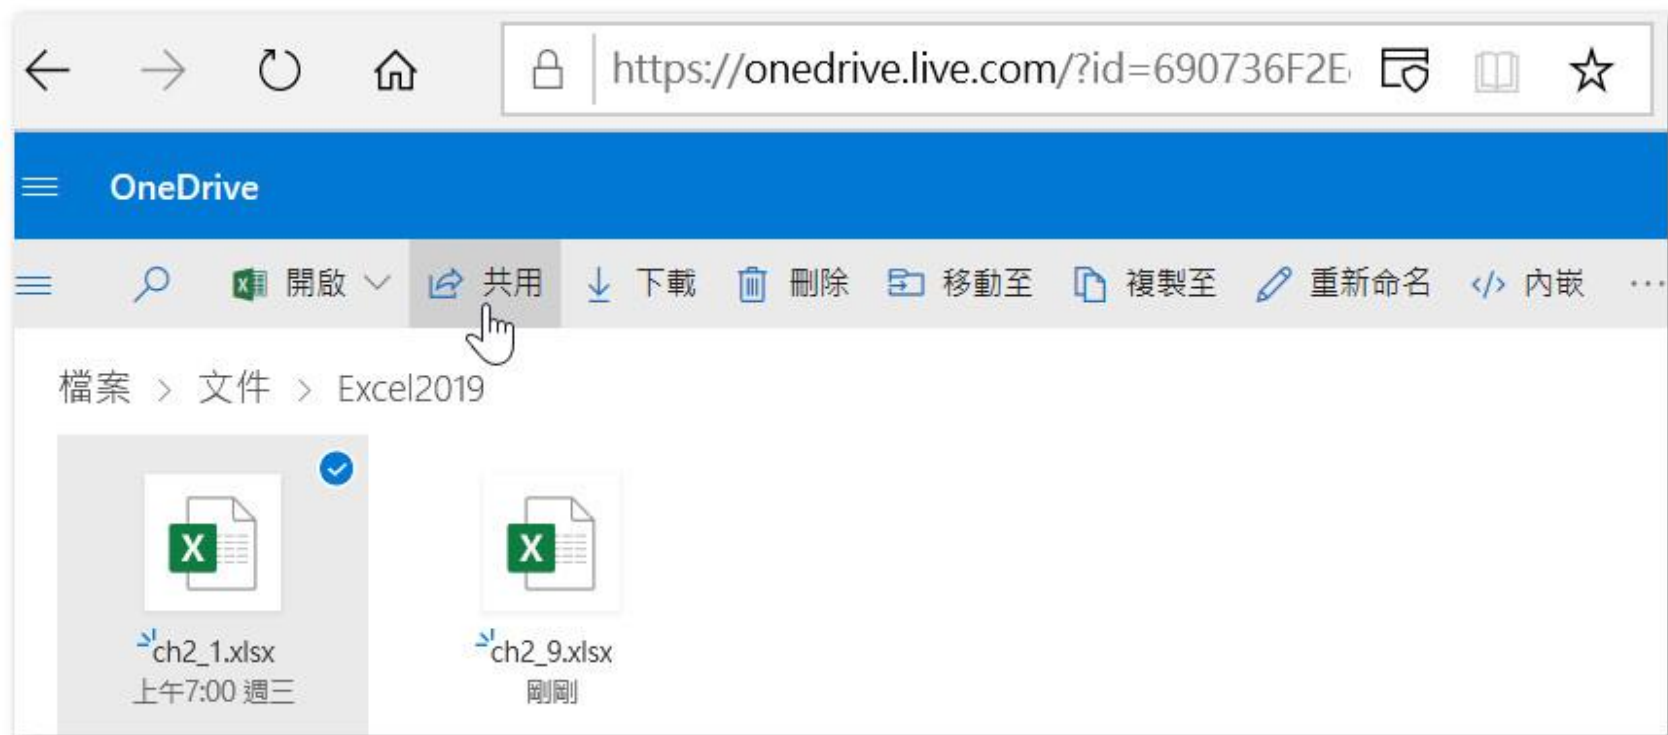 https://onedrive.live.com/?id=690736F2E
OneDrive
開啟 共用 下載 刪除 移動至 複製至 重新命名 </> 內嵌 ...
檔案 > 文件 > Excel2019
ch2_1.xlsx ch2_9.xlsx
上午7:00 週三 剛剛